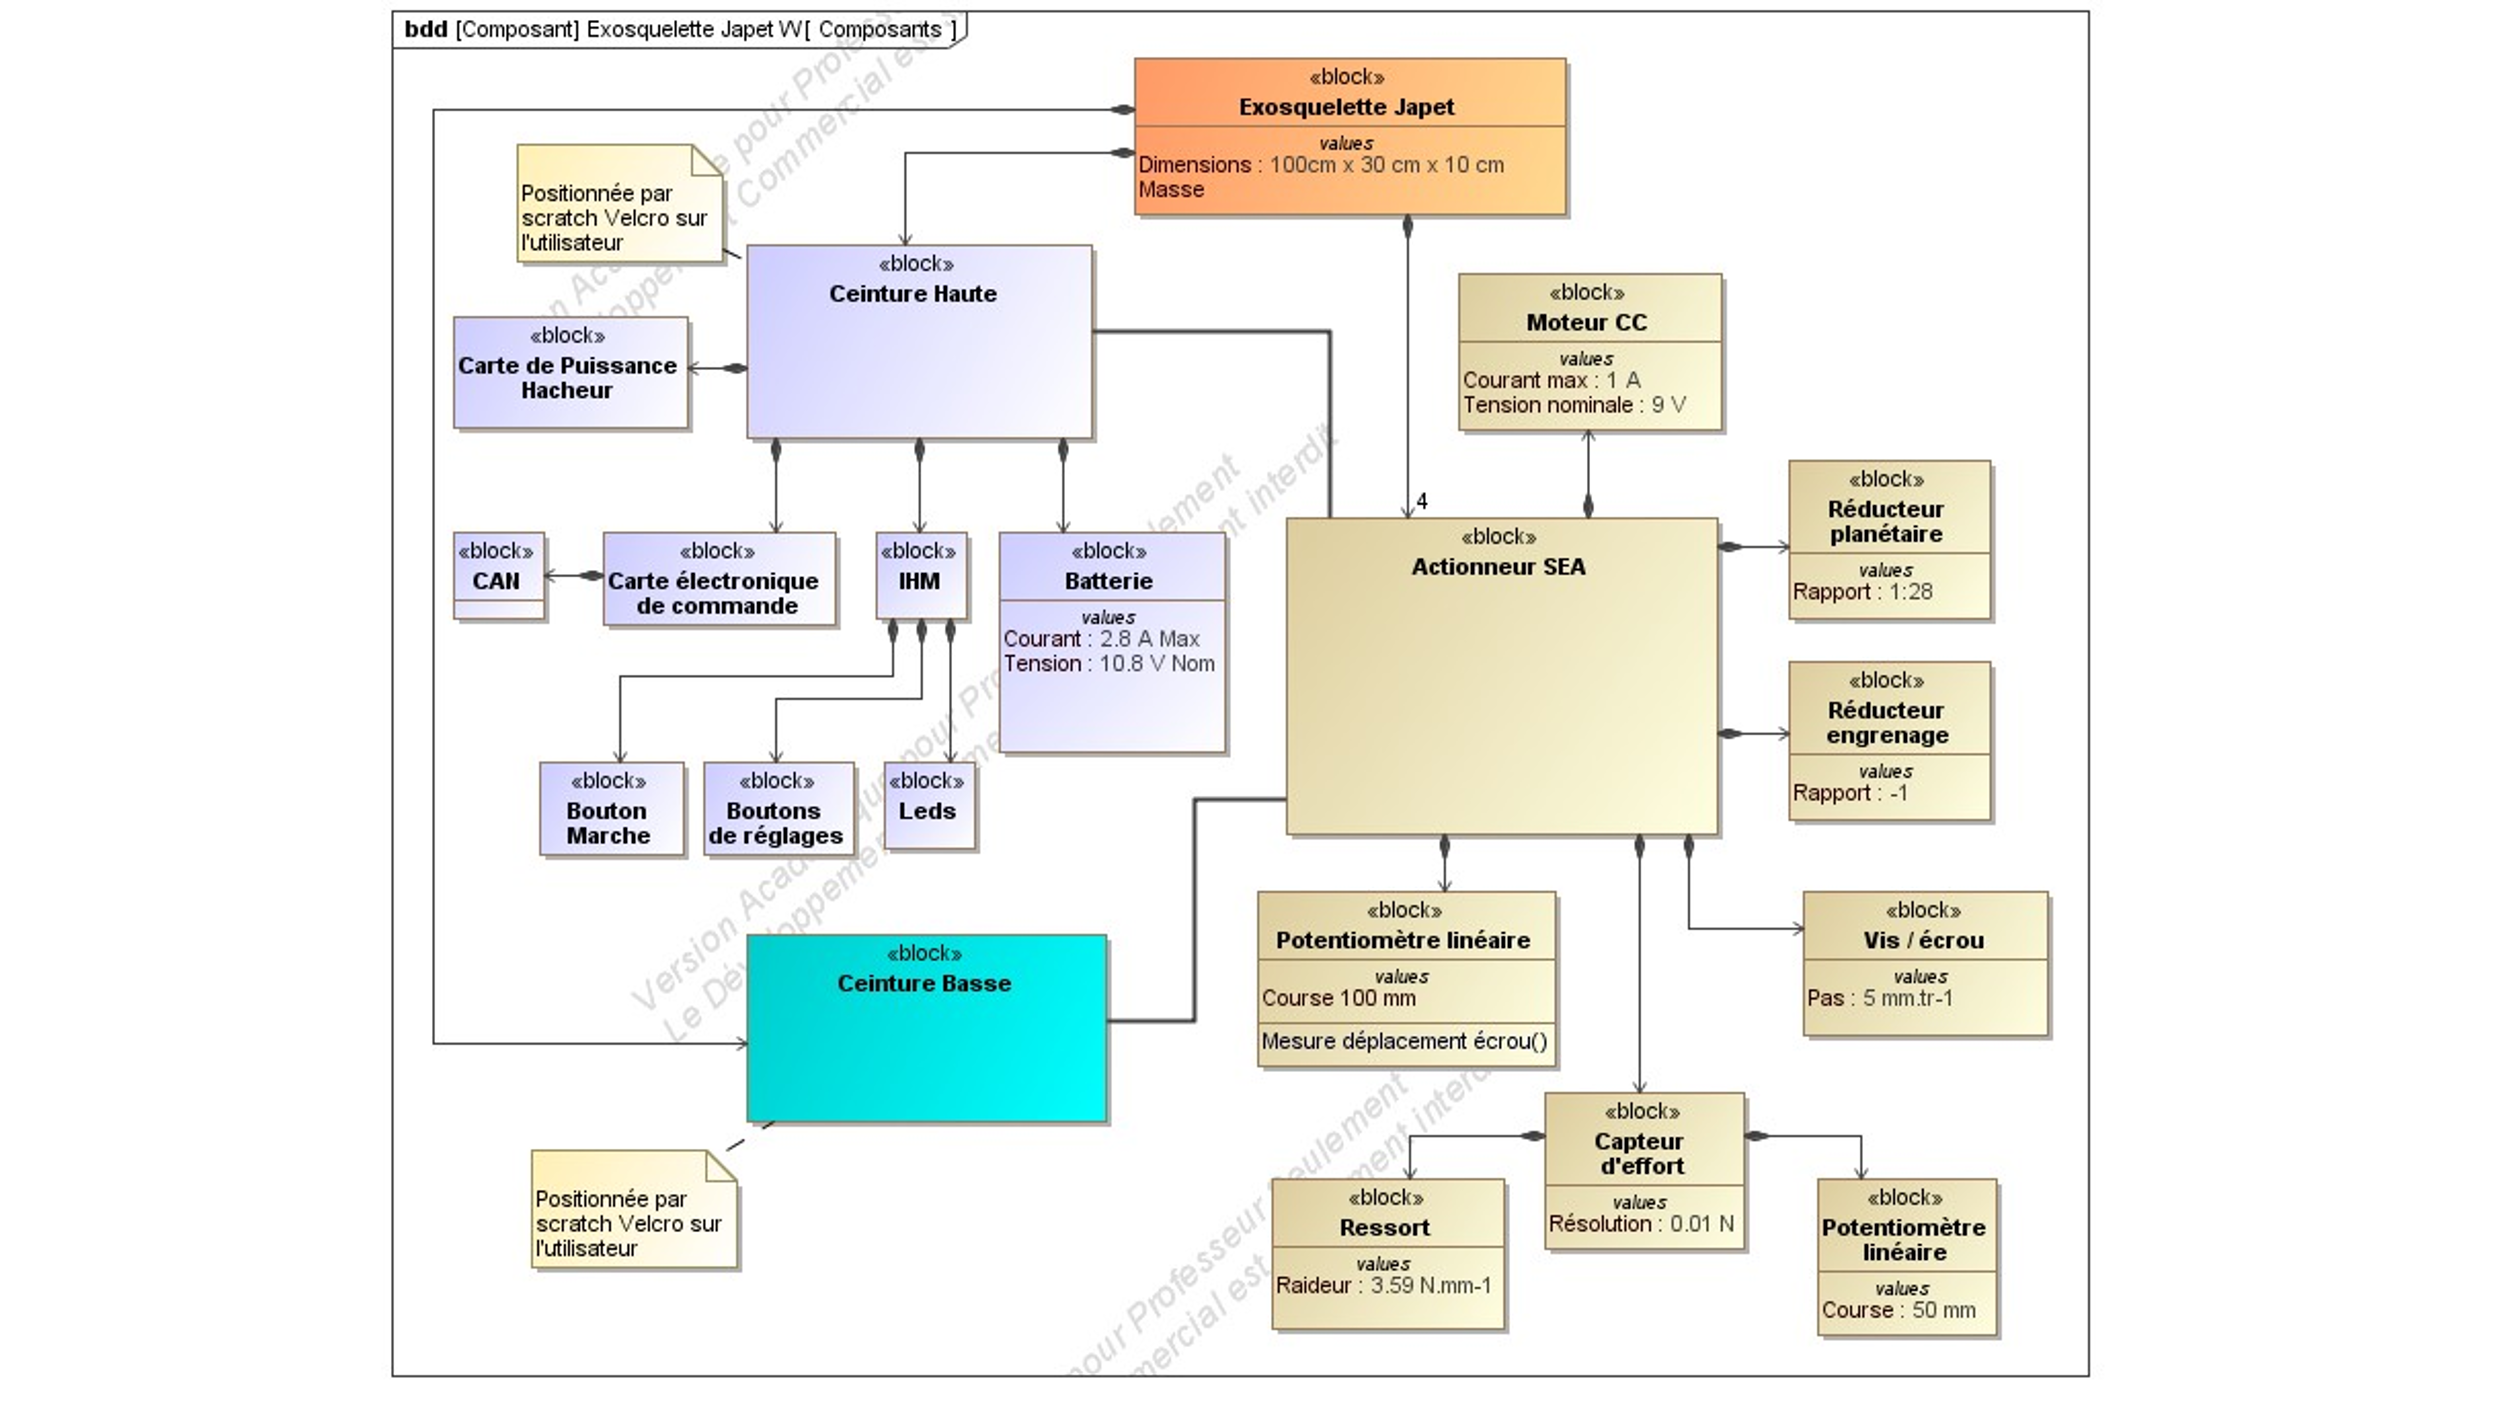 bdd [Composant] Exosquelette Japet W[ Composants ]
«block»
Exosquelette Japet
values
Dimensions : 100cm x 30 cm x 10 cm
Masse
Positionnée par
scratch Velcro sur
l'utilisateur
«block»
Ceinture Haute
«block»
Moteur CC
values
Courant max : 1 A
Tension nominale : 9 V
«block»
Carte de Puissance
Hacheur
4
«block»
Réducteur
planétaire
values
Rapport : 1:28
«block»
CAN
«block»
Carte électronique
de commande
«block»
IHM
«block»
Batterie
values
Courant : 2.8 A Max
Tension : 10.8 V Nom
«block»
Actionneur SEA
«block»
Réducteur
engrenage
values
Rapport : -1
«block»
Bouton
Marche
«block»
Boutons
de réglages
«block»
Leds
«block»
Potentiomètre linéaire
values
Course 100 mm
Mesure déplacement écrou()
«block»
Vis / écrou
values
Pas : 5 mm.tr-1
«block»
Ceinture Basse
«block»
Capteur
d'effort
values
Résolution : 0.01 N
Positionnée par
scratch Velcro sur
l'utilisateur
«block»
Ressort
values
Raideur : 3.59 N.mm-1
«block»
Potentiomètre
linéaire
values
Course : 50 mm